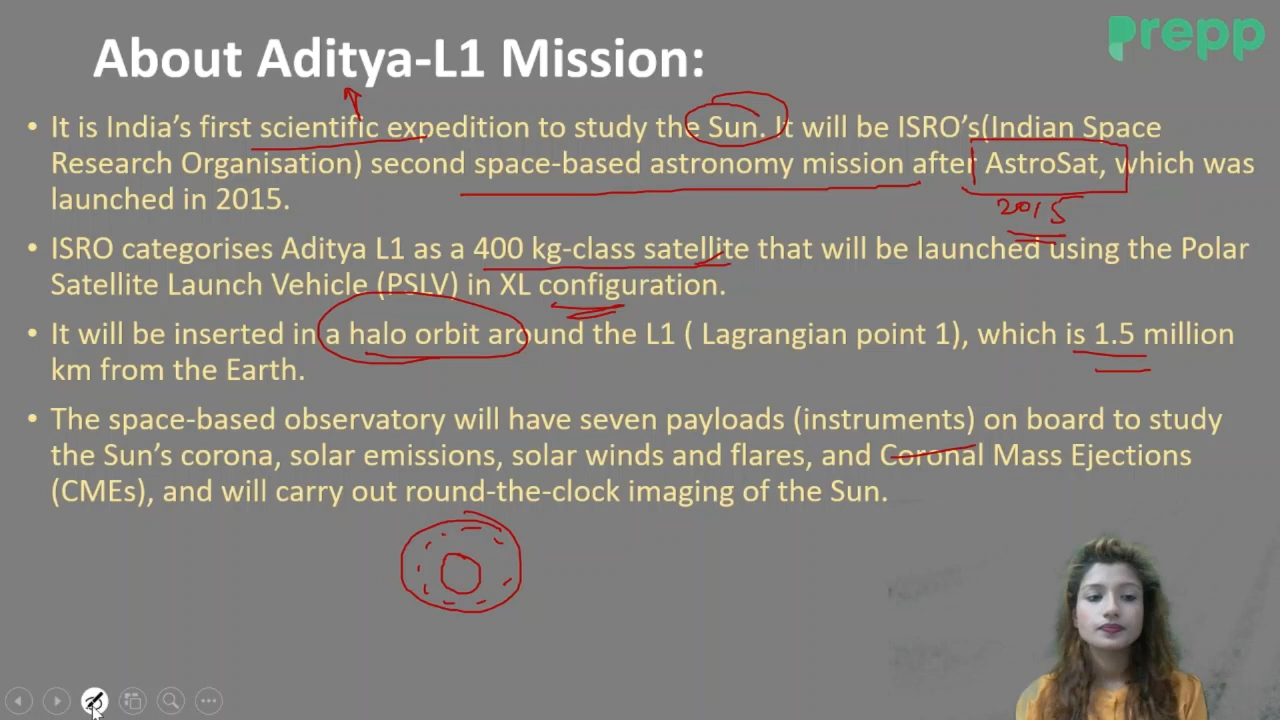 prepp
About Aditya-L1 Mission:
• It is India's first scientific expedition to study the Sun. It will be ISRO's(Indian Space
Research Organisation) second space-based astronomy mission after AstroSat, which was
launched in 2015.
2015
• ISRO categorises Aditya L1 as a 400 kg-class satellite that will be launched using the Polar
Satellite Launch Vehicle (PSLV) in XL configuration.
• It will be inserted in a halo orbit around the L1 ( Lagrangian point 1), which is 1.5 million
km from the Earth.
• The space-based observatory will have seven payloads (instruments) on board to study
the Sun's corona, solar emissions, solar winds and flares, and Coronal Mass Ejections
(CMEs), and will carry out round-the-clock imaging of the Sun.